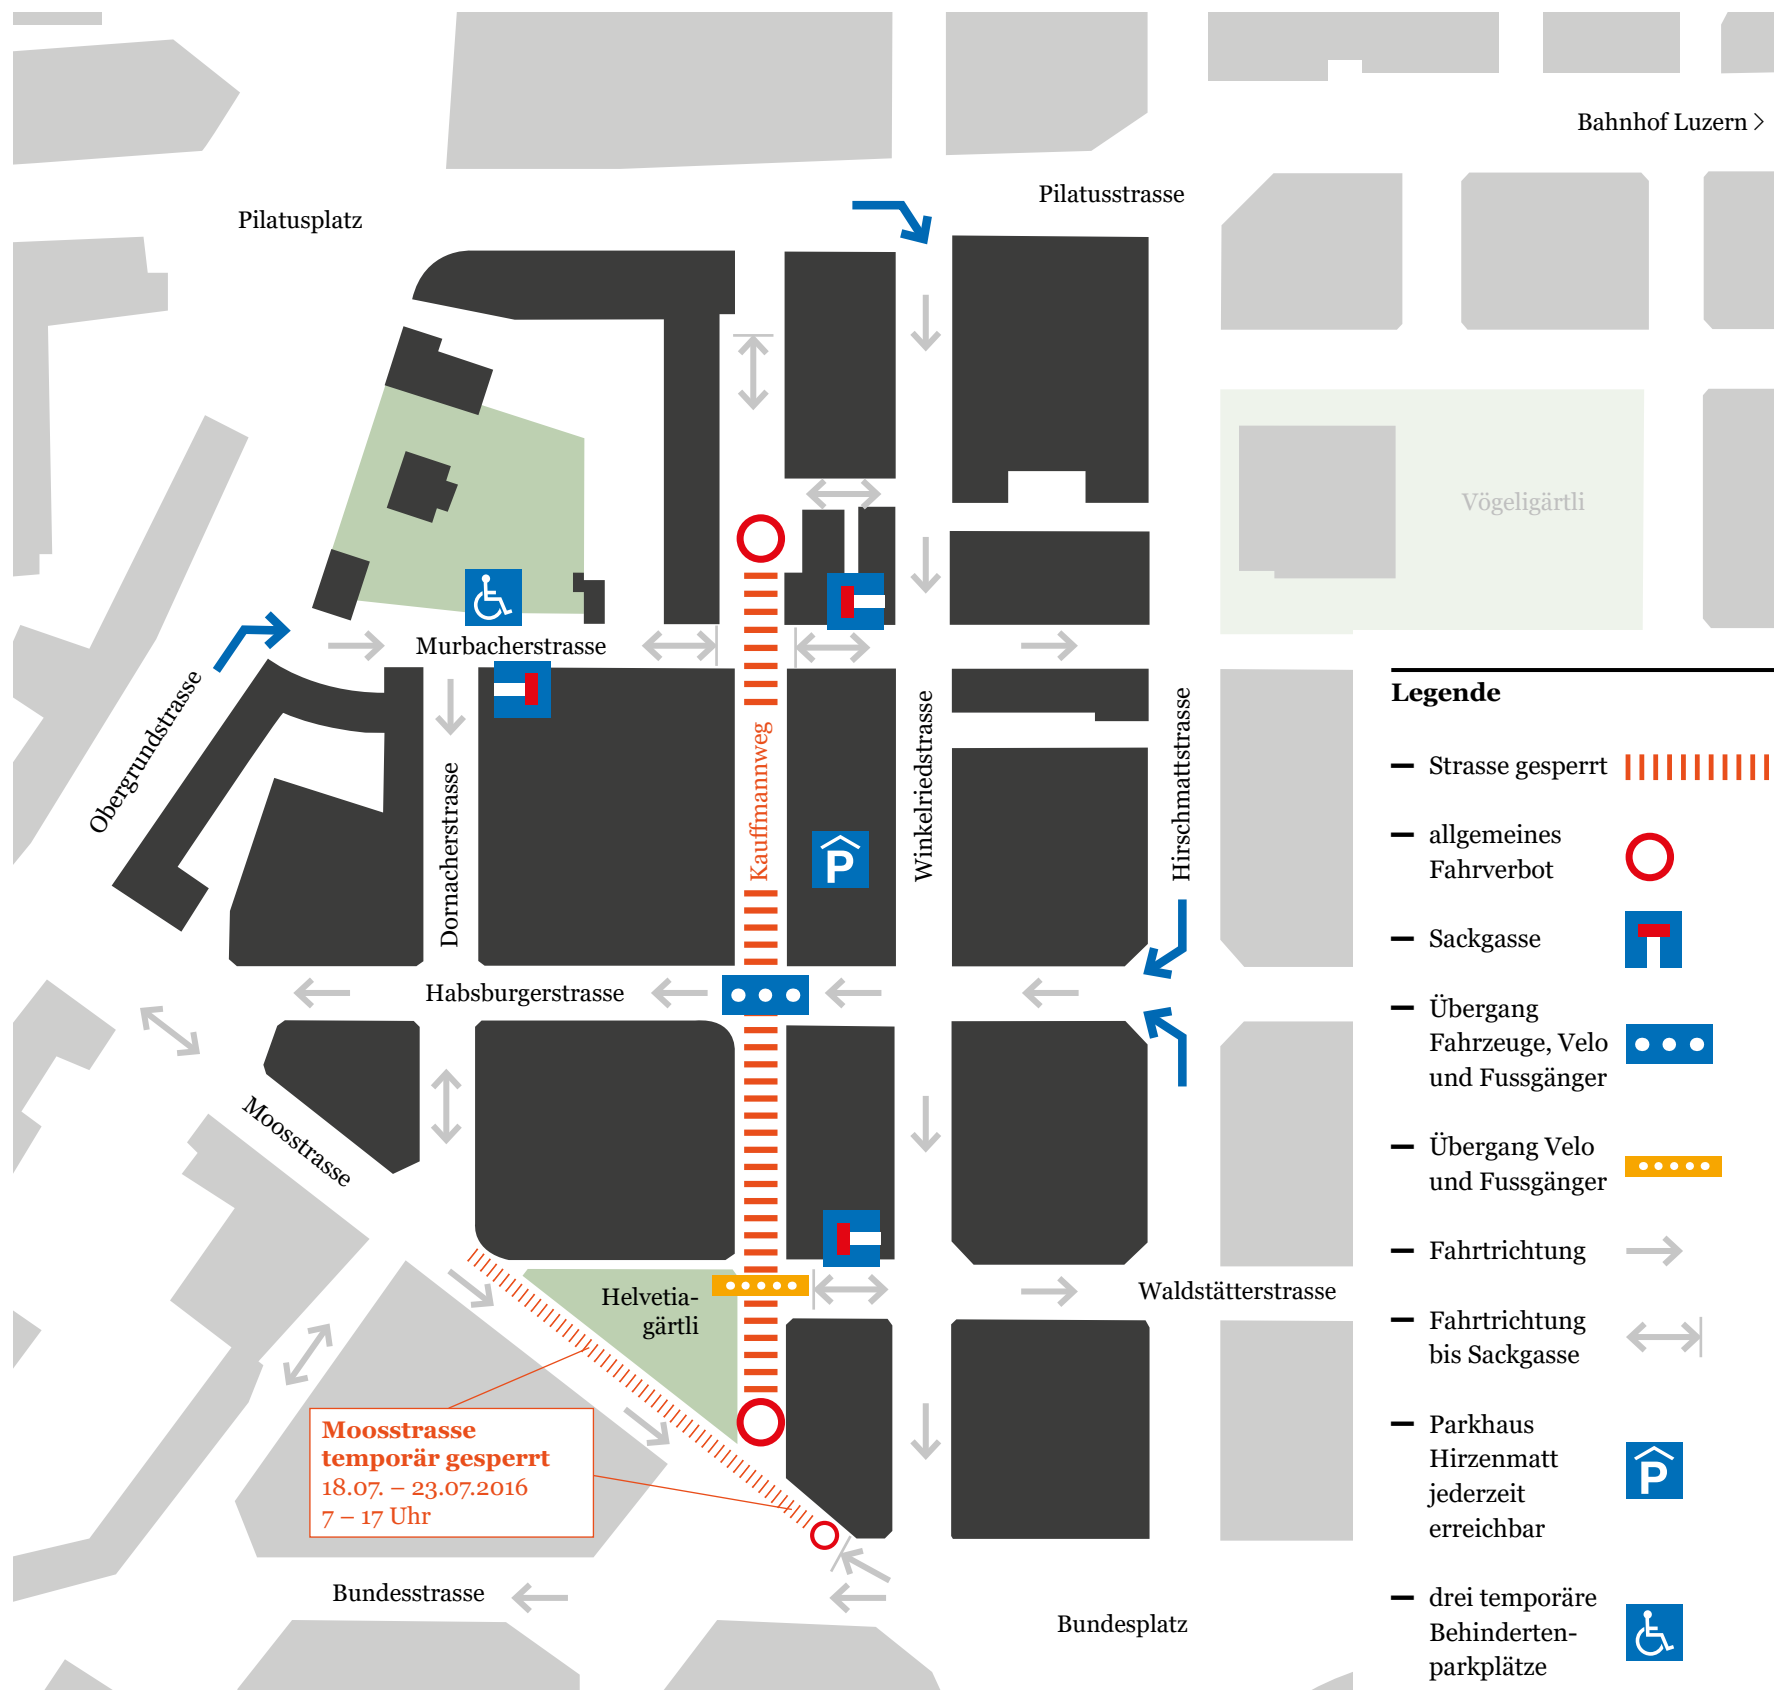 Bahnhof Luzern >
Pilatusstrasse
Pilatusplatz
Vögeligärtli
Murbacherstrasse
Obergrundstrasse
Dornacherstrasse
Kauffmannweg
Winkelriedstrasse
Hirschmattstrasse
P
Habsburgerstrasse
Moosstrasse
Helvetia-
gärtli
Waldstätterstrasse
Moosstrasse
temporär gesperrt
18.07. – 23.07.2016
7 – 17 Uhr
Bundesstrasse
Bundesplatz
Legende
Strasse gesperrt
allgemeines
Fahrverbot
Sackgasse
Übergang
Fahrzeuge, Velo
und Fussgänger
Übergang Velo
und Fussgänger
Fahrtrichtung
Fahrtrichtung
bis Sackgasse
Parkhaus
Hirzenmatt
jederzeit
erreichbar
P
drei temporäre
Behinderten-
parkplätze